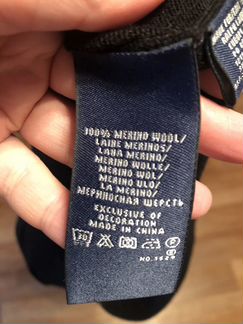 100% MERINO WOOL/
LAINE MERINOS/
LANA MERINO/
MERINO WOLLE/
MERINO WOL/
MERINO ULD/
LA MERINO/
МЕРИНОСНАЯ ШЕРСТЬ
EXCLUSIVE OF
DECORATION
MADE IN CHINA
30